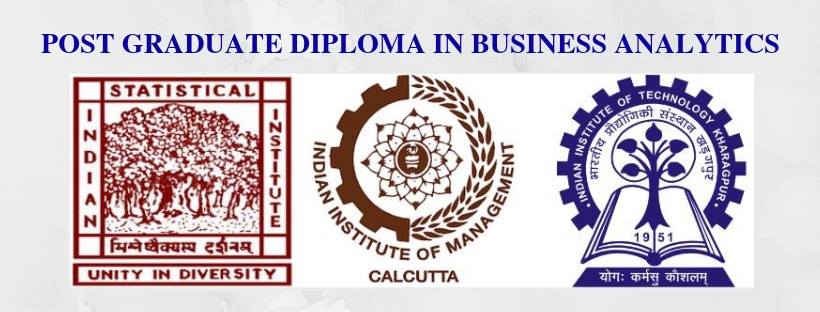 POST GRADUATE DIPLOMA IN BUSINESS ANALYTICS
STATISTICAL
INDIAN
INSTITUTE
भिन्नेष्वैक्यस्य दर्शनम्
UNITY IN DIVERSITY
INDIAN INSTITUTE OF MANAGEMENT
CALCUTTA
INDIAN INSTITUTE OF TECHNOLOGY KHARAGPUR
भारतीय प्रौद्योगिकी संस्थान खड़गपुर
1951
योगः कर्मसु कौशलम्